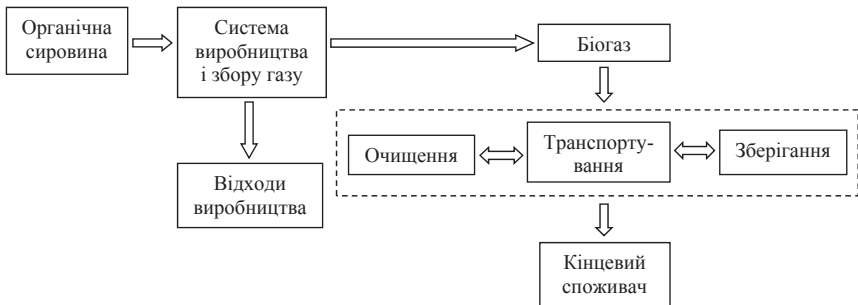 Органічна
сировина
Система
виробництва
і збору газу
Біогаз
Відходи
виробництва
Очищення
Транспорту-
вання
Зберігання
Кінцевий
споживач